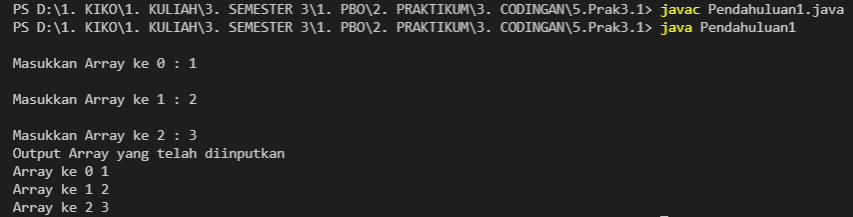 PS D:\1. KIKO\1. KULIAH\3. SEMESTER 3\1. PBO\2. PRAKTIKUM\3. CODINGAN\5.Prak3.1> javac Pendahuluan1.java
PS D:\1. KIKO\1. KULIAH\3. SEMESTER 3\1. PBO\2. PRAKTIKUM\3. CODINGAN\5.Prak3.1> java Pendahuluan1
Masukkan Array ke 0 : 1
Masukkan Array ke 1 : 2
Masukkan Array ke 2 : 3
Output Array yang telah diinputkan
Array ke 0 1
Array ke 1 2
Array ke 2 3